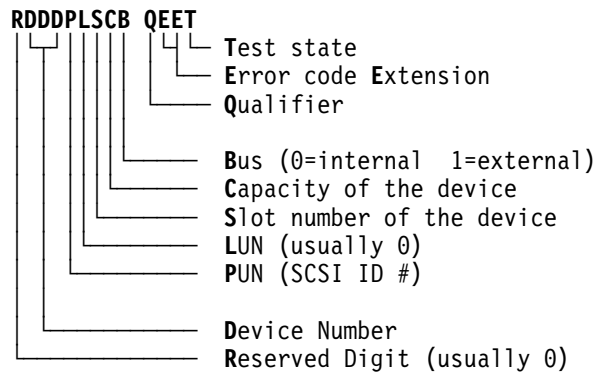 RDDDPLSCB QEET
Test state
Error code Extension
Qualifier
Bus (0=internal 1=external)
Capacity of the device
Slot number of the device
LUN (usually 0)
PUN (SCSI ID #)
Device Number
Reserved Digit (usually 0)